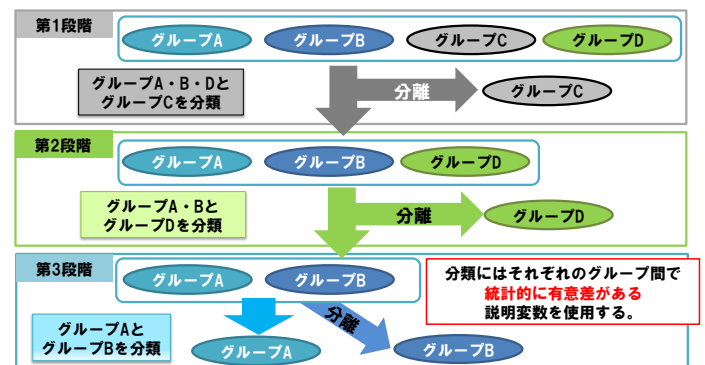 第1段階
グループA
グループB
グループC
グループD
グループA・B・Dと
グループCを分類
分離
グループC
第2段階
グループA
グループB
グループD
グループA・Bと
グループDを分類
分離
グループD
第3段階
グループA
グループB
分類にはそれぞれのグループ間で
統計的に有意差がある
説明変数を使用する。
グループAと
グループBを分類
分離
グループA
グループB